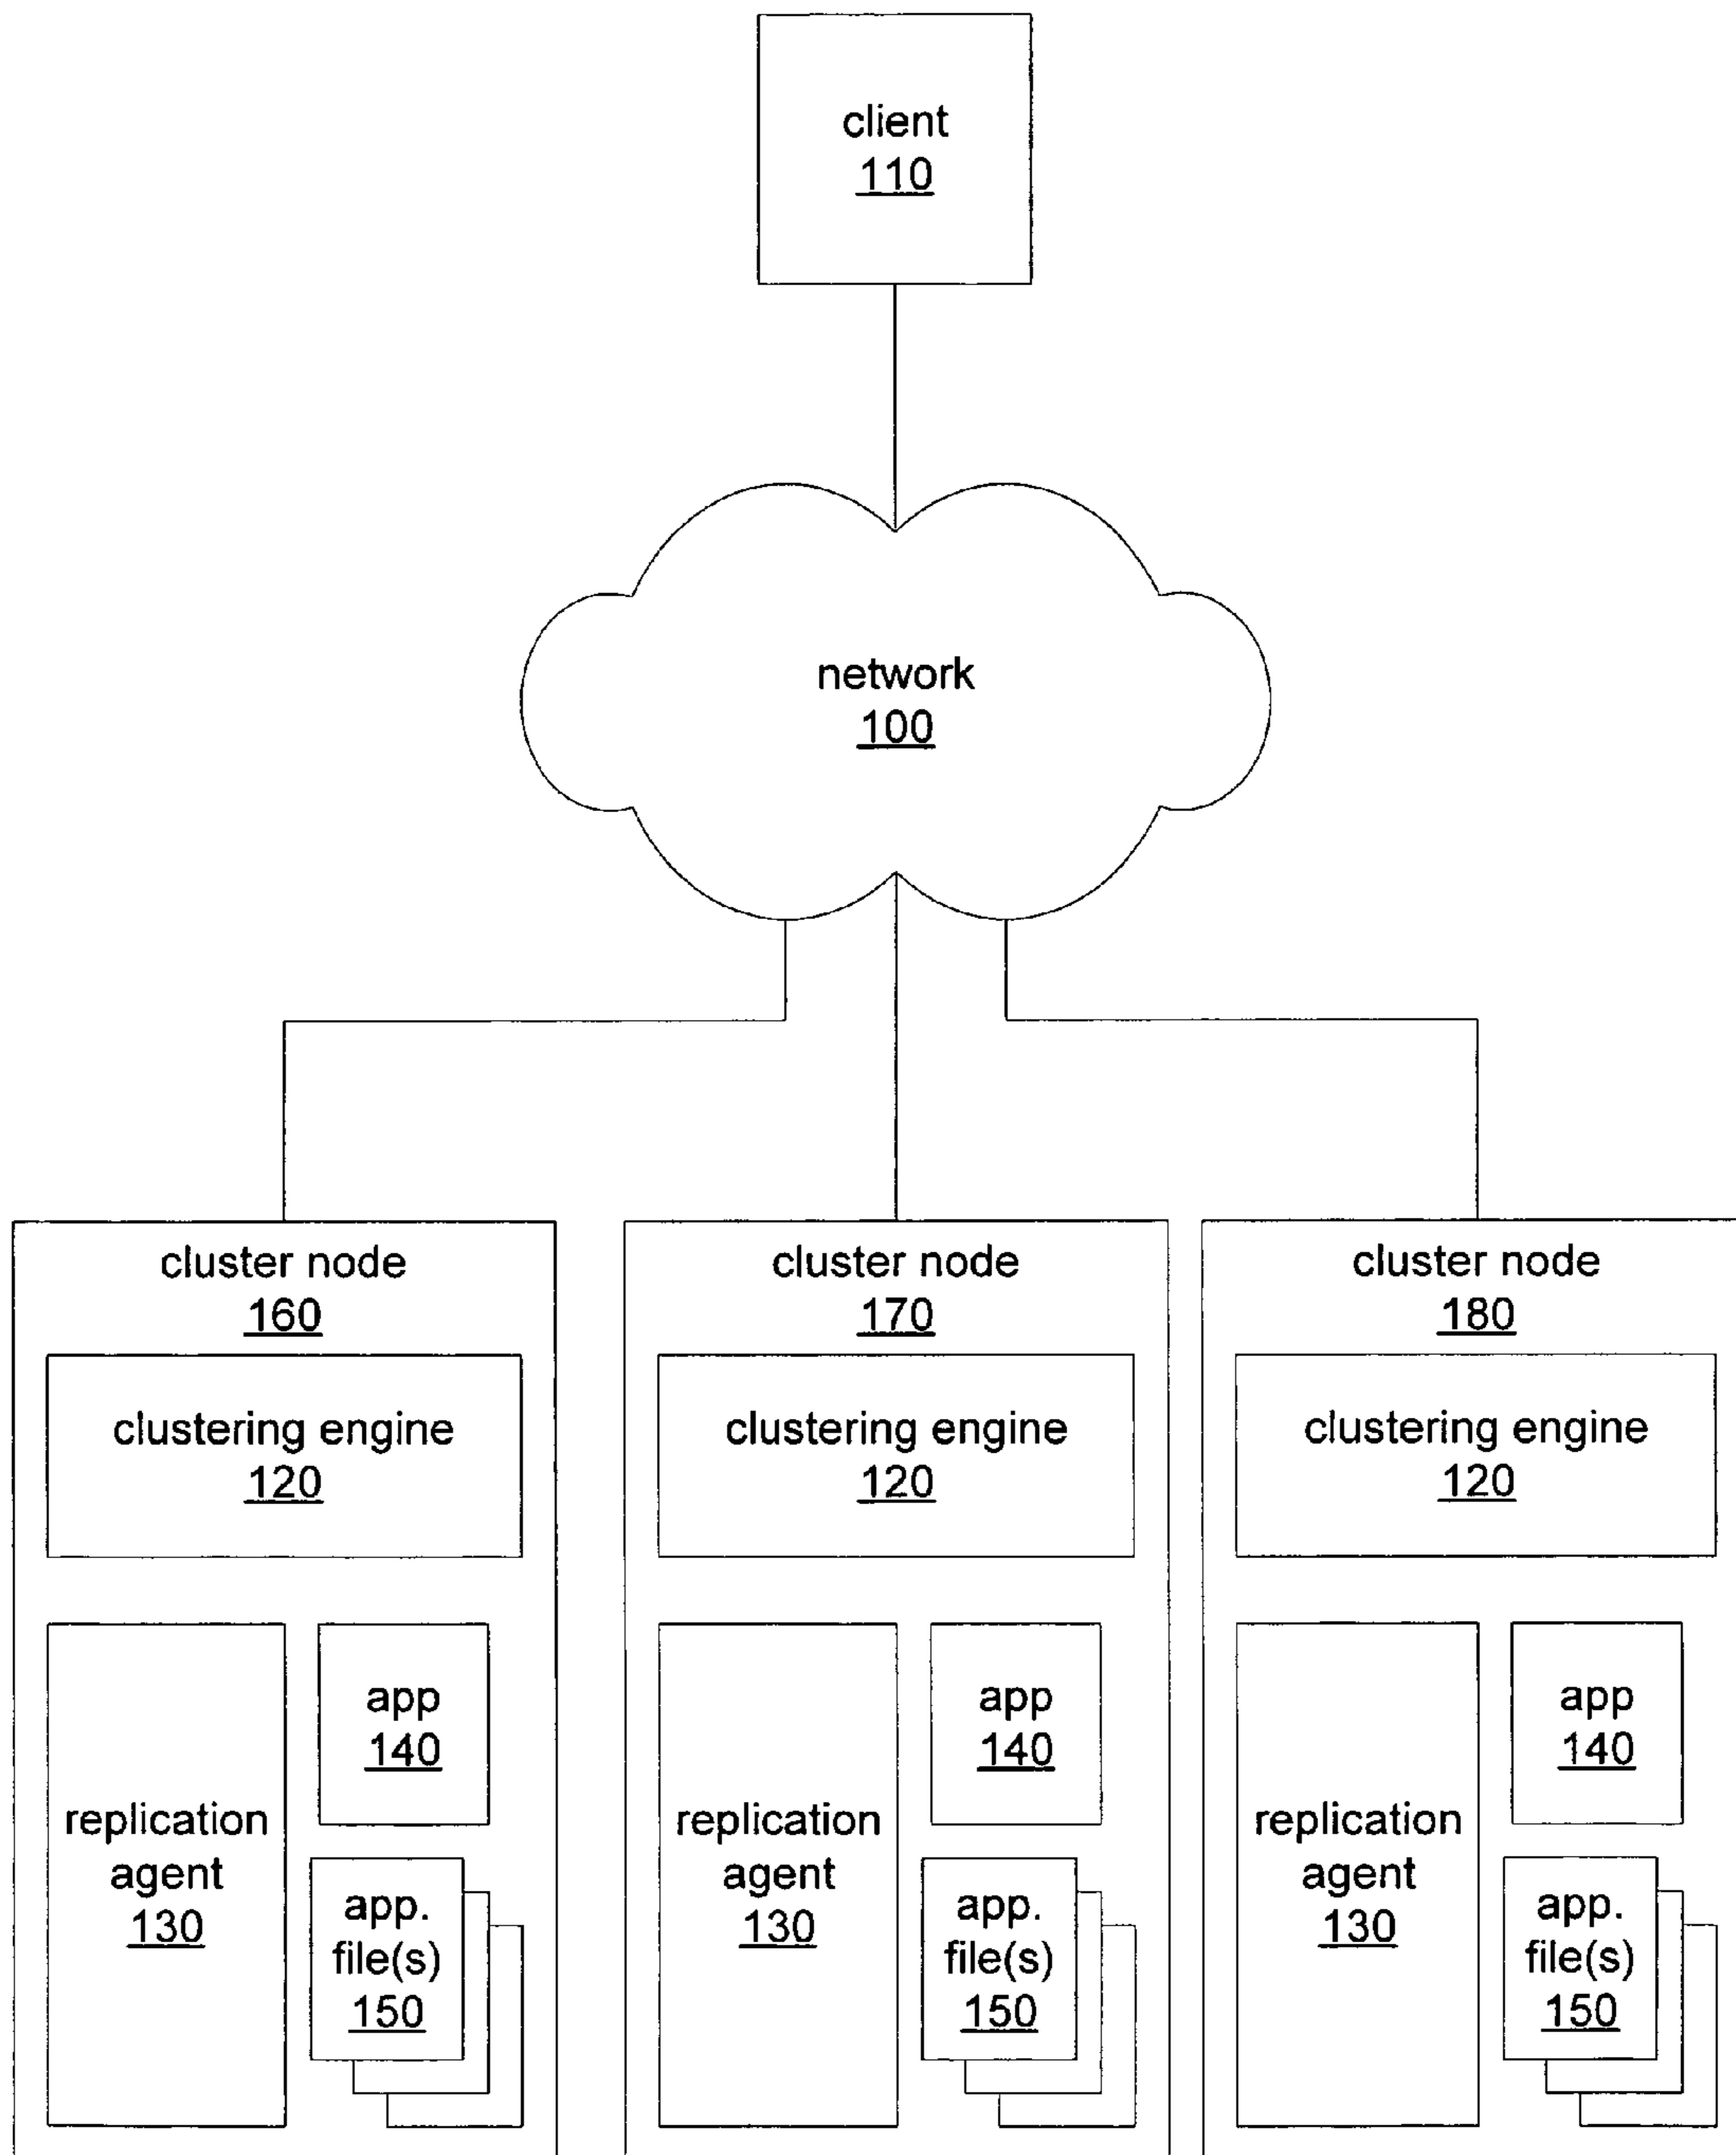 client
110
network
100
cluster node
160
clustering engine
120
replication
agent
130
app
140
app.
file(s)
150
cluster node
170
clustering engine
120
replication
agent
130
app
140
app.
file(s)
150
cluster node
180
clustering engine
120
replication
agent
130
app
140
app.
file(s)
150